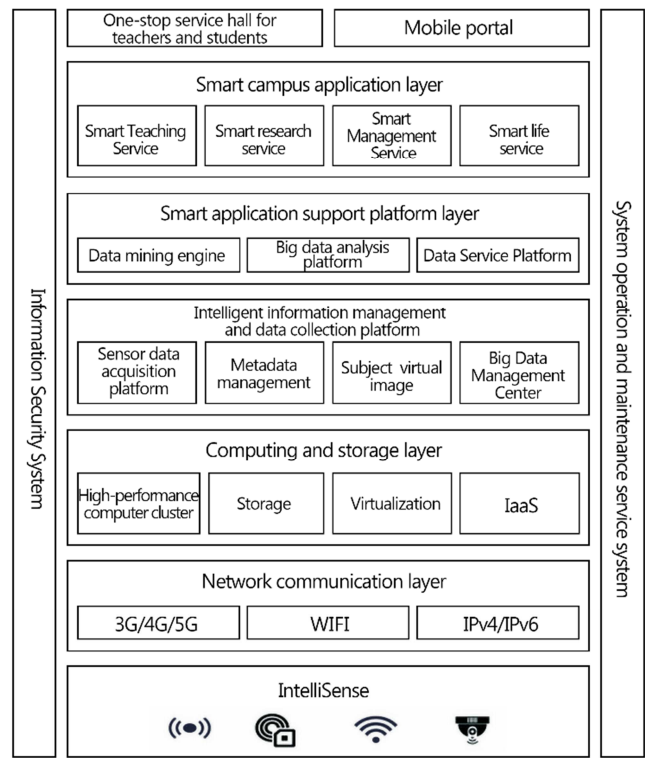 One-stop service hall for
teachers and students
Mobile portal
Smart campus application layer
Smart Teaching
Service
Smart research
service
Smart
Management
Service
Smart life
service
Smart application support platform layer
Data mining engine
Big data analysis
platform
Data Service Platform
Intelligent information management
and data collection platform
Sensor data
acquisition
platform
Metadata
management
Subject virtual
image
Big Data
Management
Center
Computing and storage layer
High-performance
computer cluster
Storage
Virtualization
IaaS
Network communication layer
3G/4G/5G
WIFI
IPv4/IPv6
IntelliSense
Information Security System
System operation and maintenance service system